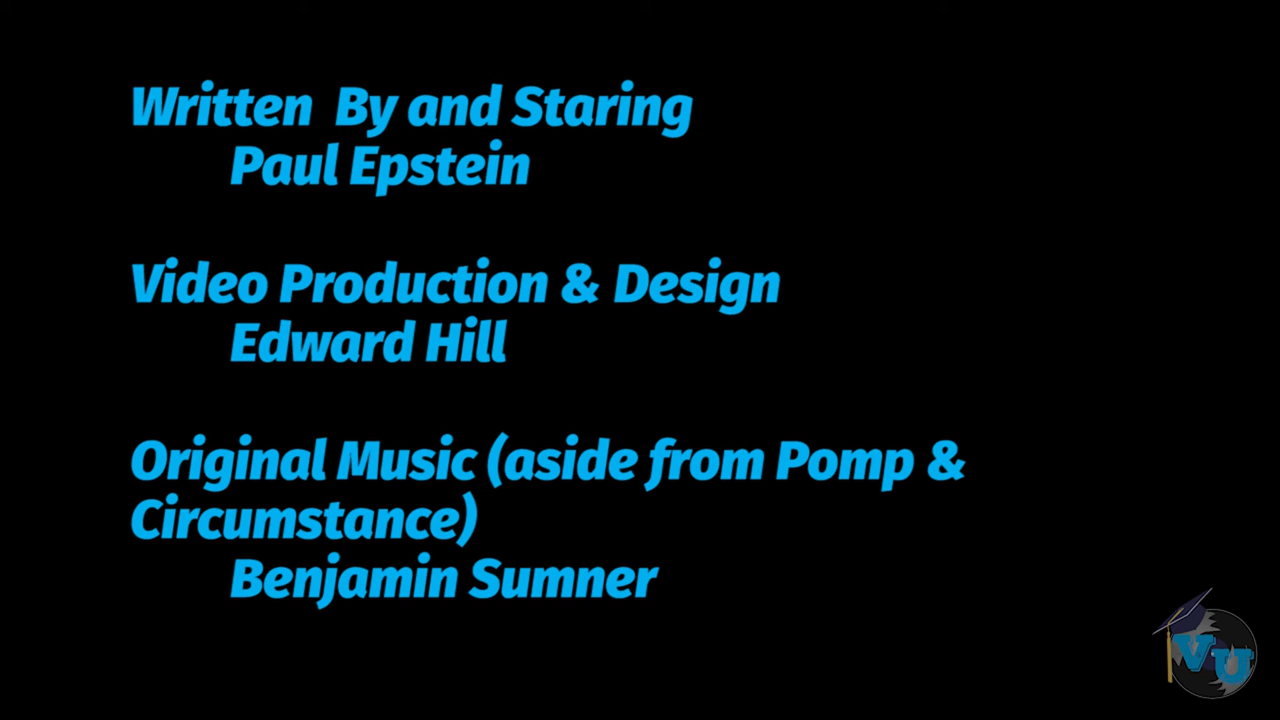 Written By and Staring
Paul Epstein
Video Production & Design
Edward Hill
Original Music (aside from Pomp &
Circumstance)
Benjamin Sumner
VU